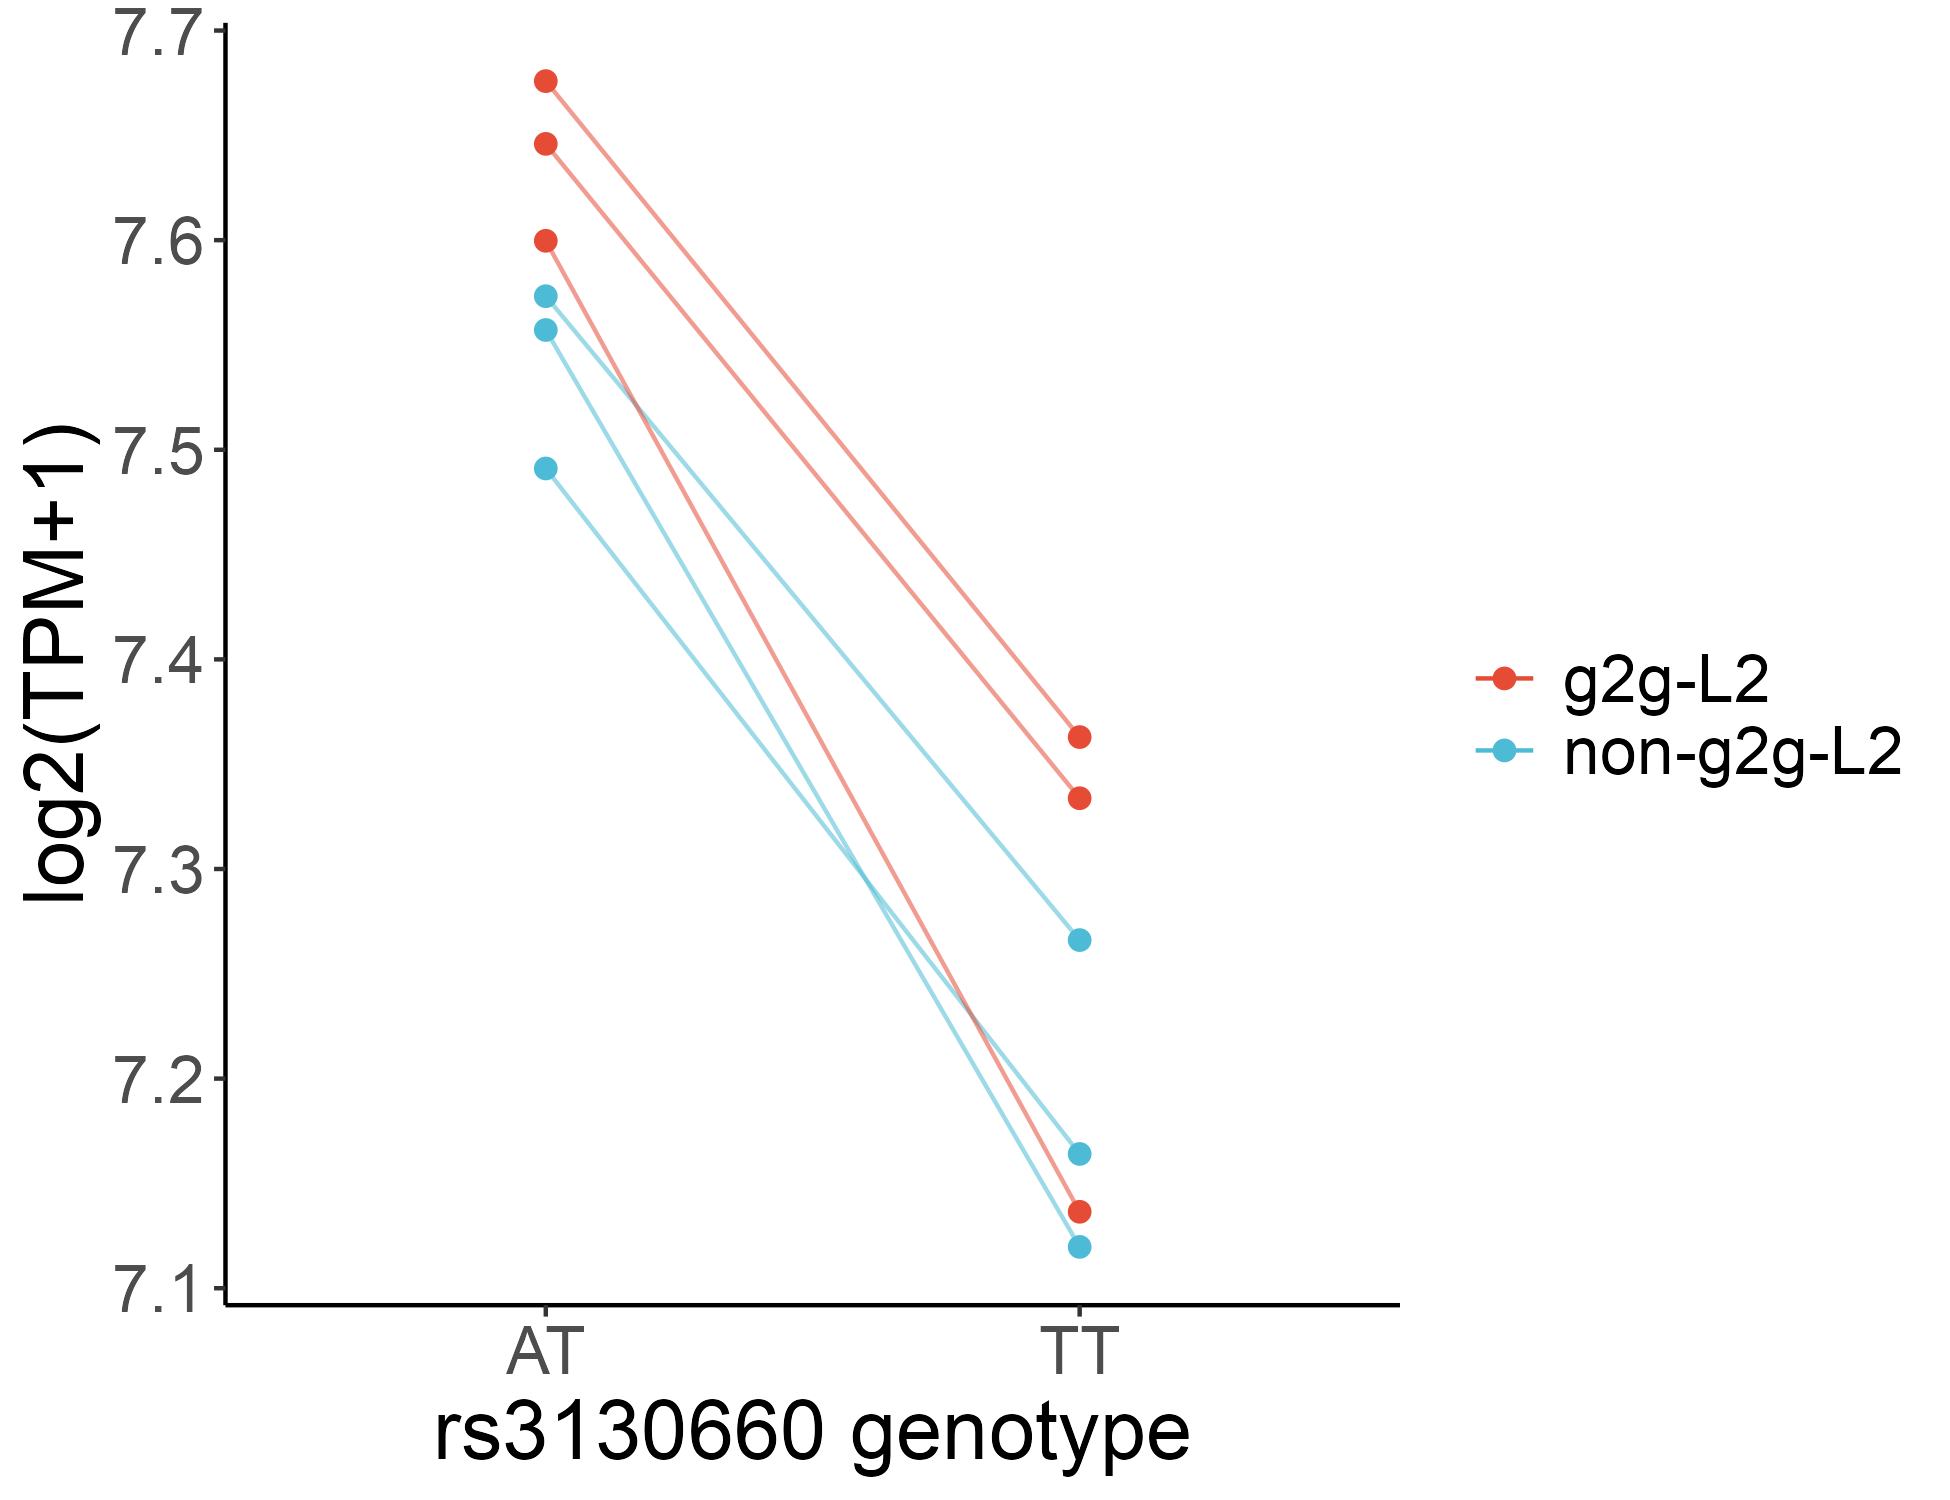 log2(TPM+1)
7.7
7.6
7.5
7.4
7.3
7.2
7.1
AT TT
rs3130660 genotype
g2g-L2
non-g2g-L2